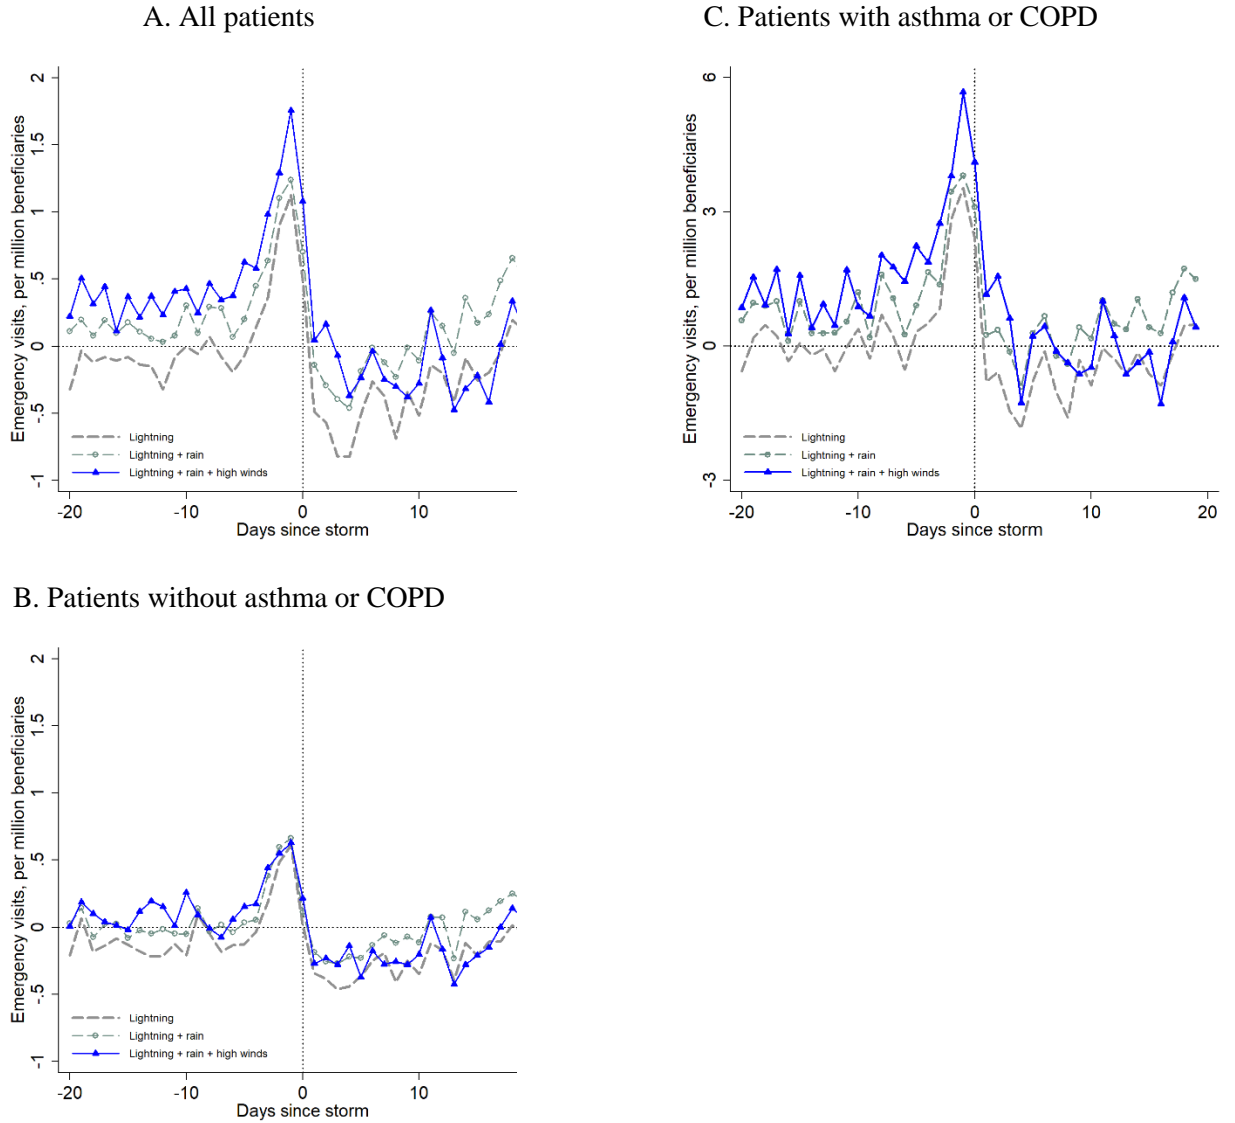 A. All patients
Emergency visits, per million beneficiaries
2
1.5
1
.5
0
-.5
-1
Lightning
Lightning + rain
Lightning + rain + high winds
-20
-10
0
10
Days since storm
C. Patients with asthma or COPD
Emergency visits, per million beneficiaries
6
3
0
-3
Lightning
Lightning + rain
Lightning + rain + high winds
-20
-10
0
10
20
Days since storm
B. Patients without asthma or COPD
Emergency visits, per million beneficiaries
2
1.5
1
.5
0
-.5
-1
Lightning
Lightning + rain
Lightning + rain + high winds
-20
-10
0
10
Days since storm